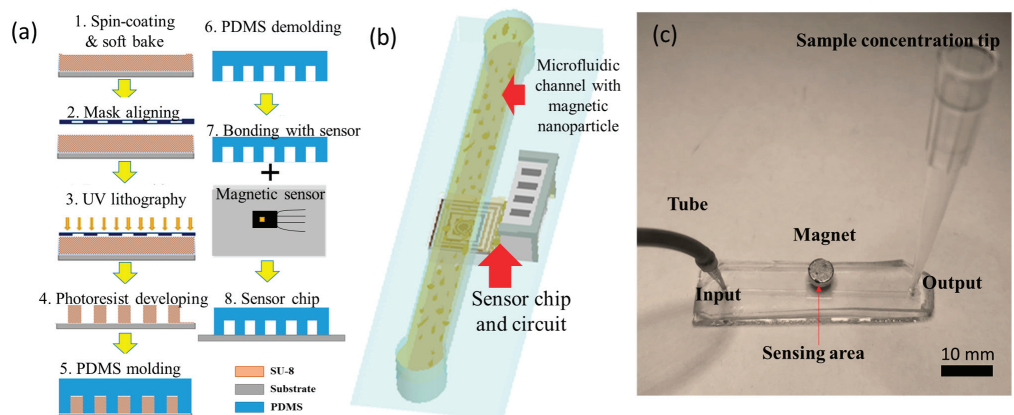 (a)
1. Spin-coating
& soft bake
2. Mask aligning
3. UV lithography
4. Photoresist developing
5. PDMS molding
6. PDMS demolding
7. Bonding with sensor
+
Magnetic sensor
8. Sensor chip
SU-8
Substrate
PDMS
(b)
Microfluidic
channel with
magnetic
nanoparticle
Sensor chip
and circuit
(c)
Sample concentration tip
Tube
Magnet
Input
Output
Sensing area
10 mm